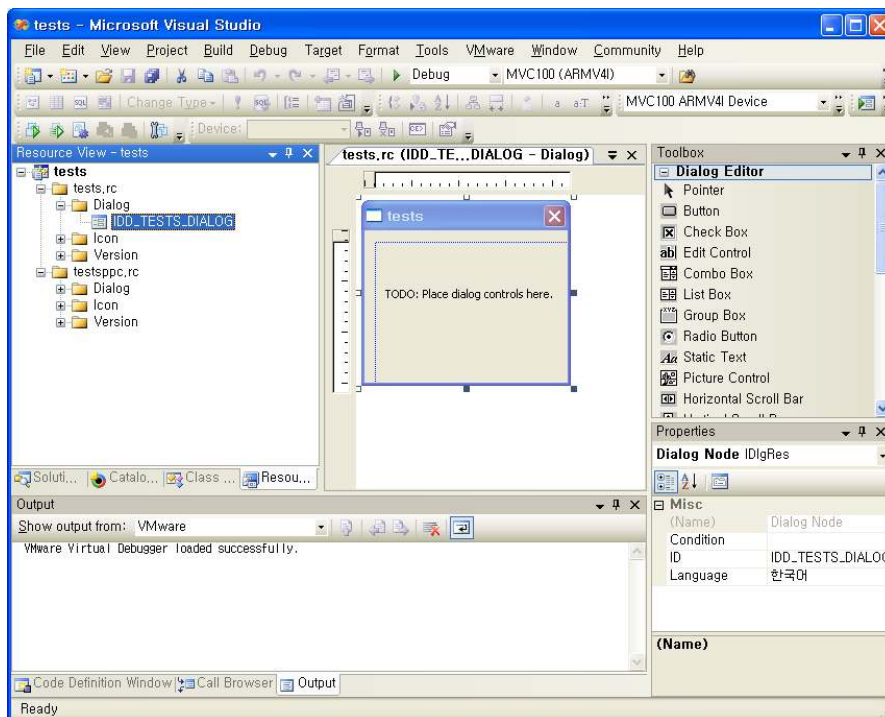 tests - Microsoft Visual Studio
File Edit View Project Build Debug Target Format Tools VMware Window Community Help
Debug MVC100 (ARMV4I)
Change Type MVC100 ARMV4I Device
Device:
Resource View - tests
tests
tests.rc
Dialog
IDD_TESTS_DIALOG
Icon
Version
testsppc.rc
Dialog
Icon
Version
Soluti... Catalo... Class ... Resou...
tests.rc (IDD_TE...DIALOG - Dialog)
tests
TODO: Place dialog controls here.
Toolbox
Dialog Editor
Pointer
Button
Check Box
Edit Control
Combo Box
List Box
Group Box
Radio Button
Static Text
Picture Control
Horizontal Scroll Bar
Properties
Dialog Node IDlgRes
Misc
(Name) Dialog Node
Condition
ID IDD_TESTS_DIALOG
Language 한국어
(Name)
Output
Show output from: VMware
VMware Virtual Debugger loaded successfully.
Code Definition Window Call Browser Output
Ready